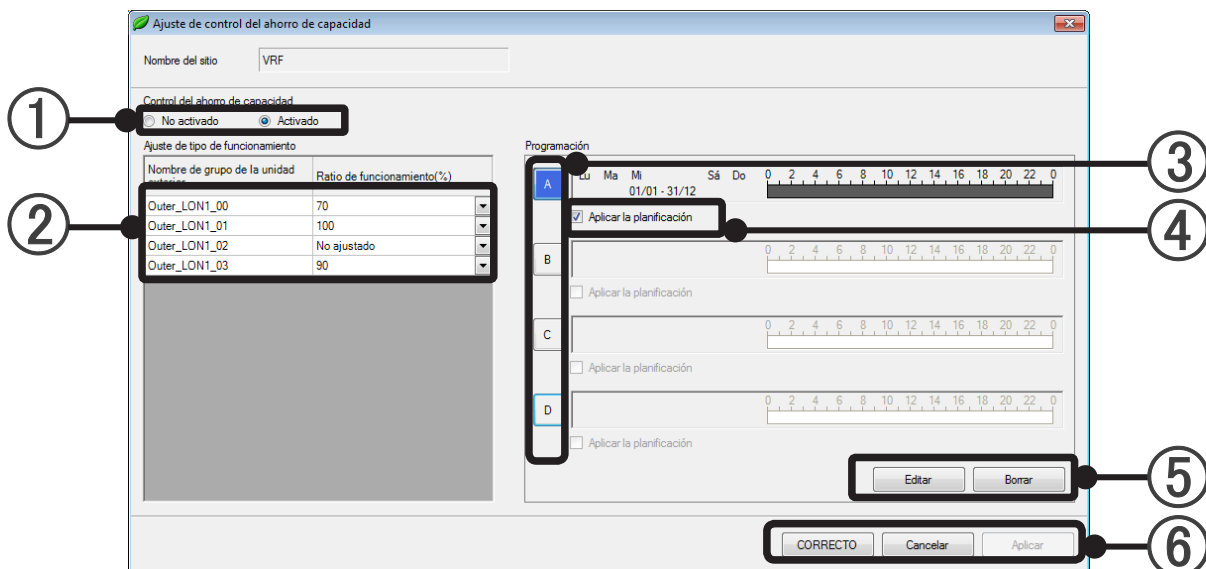 Ajuste de control del ahorro de capacidad
Nombre del sitio VRF
Control del ahorro de capacidad
① No activado Activado
Ajuste de tipo de funcionamiento
Nombre de grupo de la unidad exterior Ratio de funcionamiento(%)
② Outer_LON1_00 70
Outer_LON1_01 100
Outer_LON1_02 No ajustado
Outer_LON1_03 90
Programación
③
A Lu Ma Mi Sá Do 0 2 4 6 8 10 12 14 16 18 20 22 0
01/01 - 31/12
Aplicar la planificación ④
B 0 2 4 6 8 10 12 14 16 18 20 22 0
Aplicar la planificación
C 0 2 4 6 8 10 12 14 16 18 20 22 0
Aplicar la planificación
D 0 2 4 6 8 10 12 14 16 18 20 22 0
Aplicar la planificación
Editar Borrar ⑤
CORRECTO Cancelar Aplicar ⑥